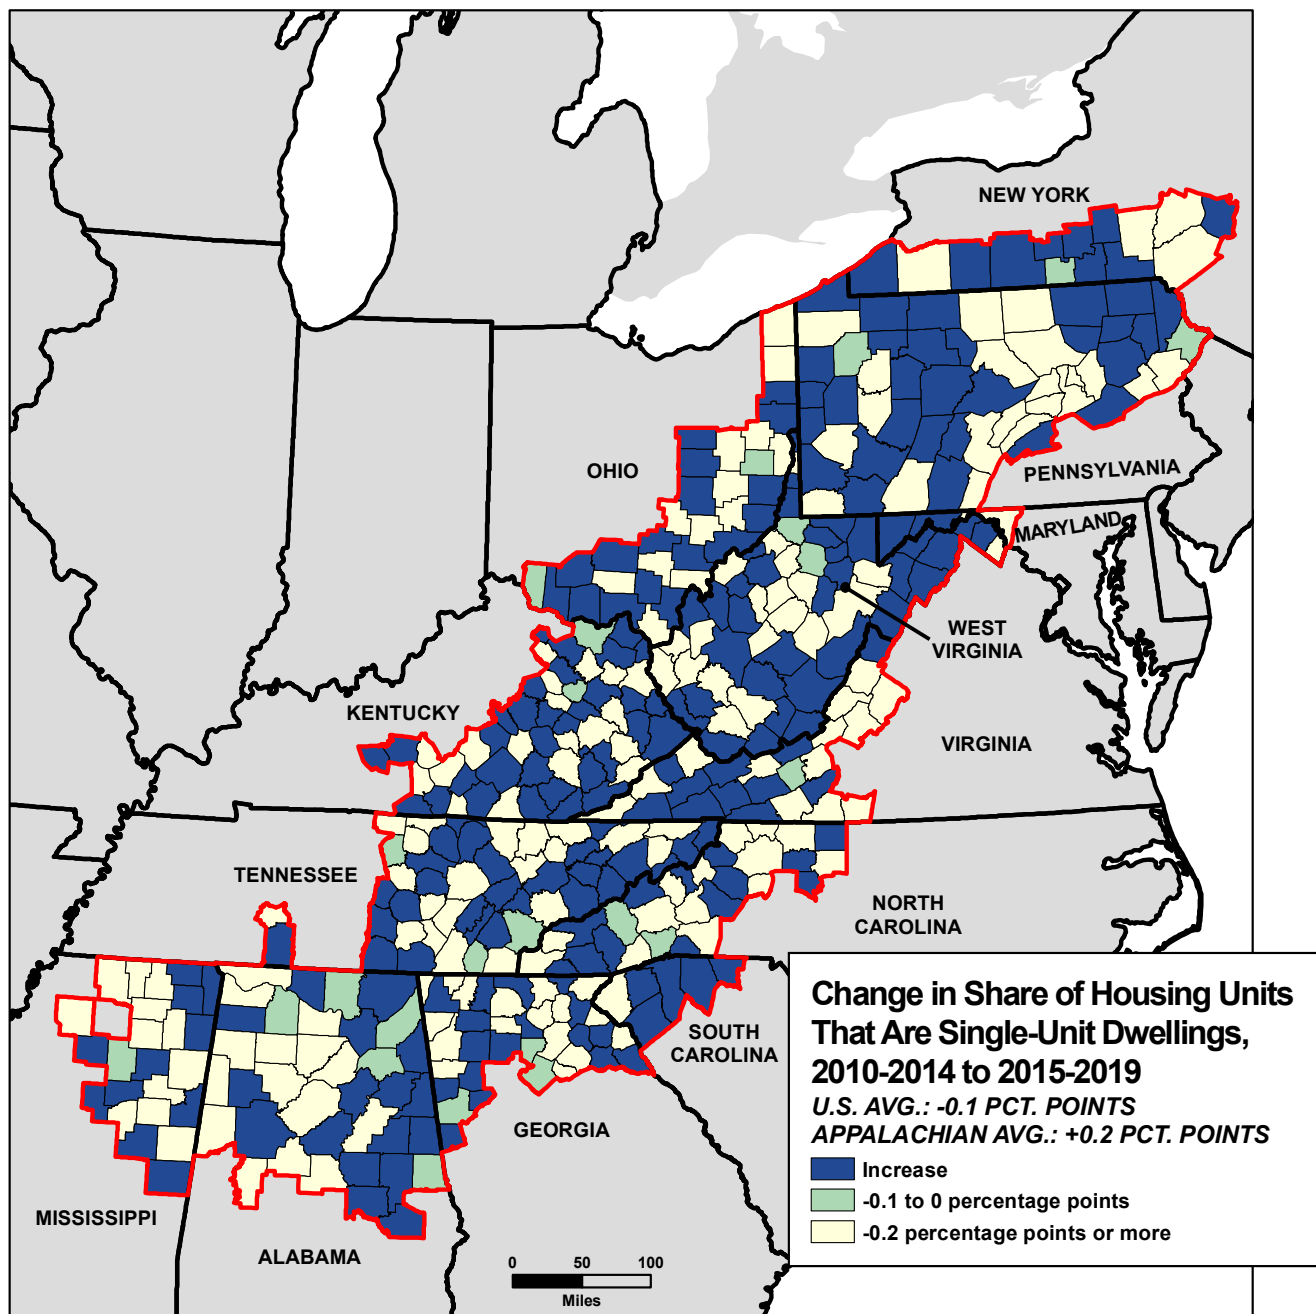 NEW YORK
OHIO
PENNSYLVANIA
MARYLAND
WEST
VIRGINIA
KENTUCKY
VIRGINIA
TENNESSEE
NORTH
CAROLINA
SOUTH
CAROLINA
GEORGIA
MISSISSIPPI
ALABAMA
Change in Share of Housing Units
That Are Single-Unit Dwellings,
2010-2014 to 2015-2019
U.S. AVG.: -0.1 PCT. POINTS
APPALACHIAN AVG.: +0.2 PCT. POINTS
Increase
-0.1 to 0 percentage points
-0.2 percentage points or more
0 50 100
Miles